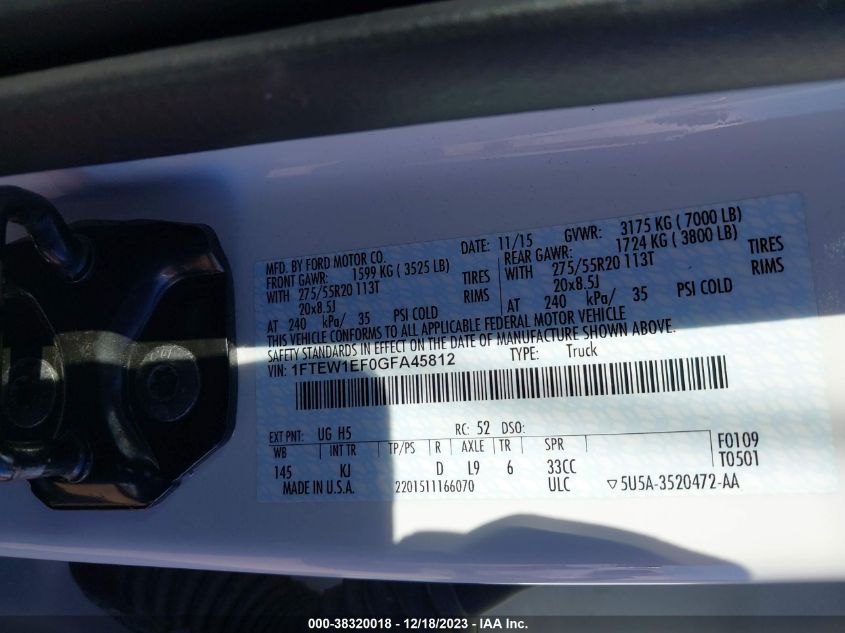 MFD. BY FORD MOTOR CO.
DATE: 11/15 GVWR: 3175 KG ( 7000 LB)
FRONT GAWR: 1599 KG ( 3525 LB)
REAR GAWR: 1724 KG ( 3800 LB)
WITH 275/55R20 113T TIRES
WITH 275/55R20 113T TIRES
20x8.5J RIMS
20x8.5J RIMS
AT 240 kPa/ 35 PSI COLD
AT 240 kPa/ 35 PSI COLD
THIS VEHICLE CONFORMS TO ALL APPLICABLE FEDERAL MOTOR VEHICLE
SAFETY STANDARDS IN EFFECT ON THE DATE OF MANUFACTURE SHOWN ABOVE.
VIN: 1FTEW1EF0GFA45812 TYPE: Truck
EXT PNT: UG H5 RC: 52 DSO:
WB INT TR TP/PS R AXLE TR SPR F0109
145 KJ D L9 6 33CC T0501
MADE IN U.S.A. 2201511166070 ULC ▽5U5A-3520472-AA
000-38320018 - 12/18/2023 - IAA Inc.